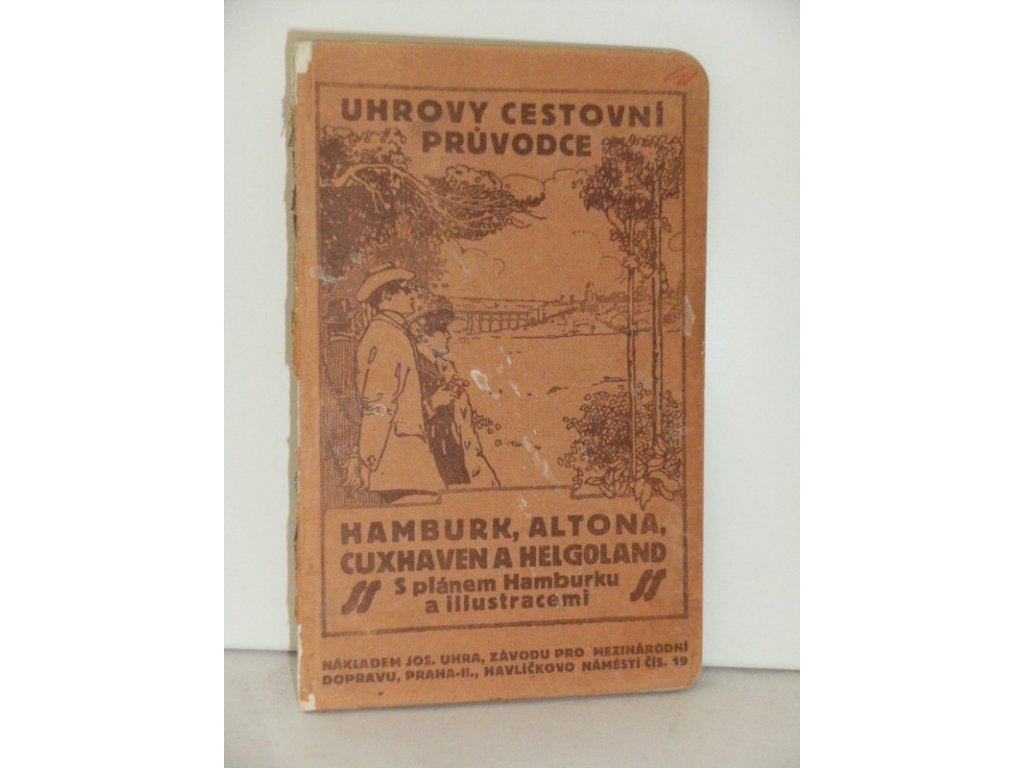 UHROVY CESTOVNÍ
PRŮVODCE
HAMBURK, ALTONA,
CUXHAVEN A HELGOLAND
S plánem Hamburku
a illustracemi
NÁKLADEM JOS. UHRA, ZÁVODU PRO MEZINÁRODNÍ
DOPRAVU, PRAHA-II., HAVLÍČKOVO NÁMĚSTÍ ČÍS. 19